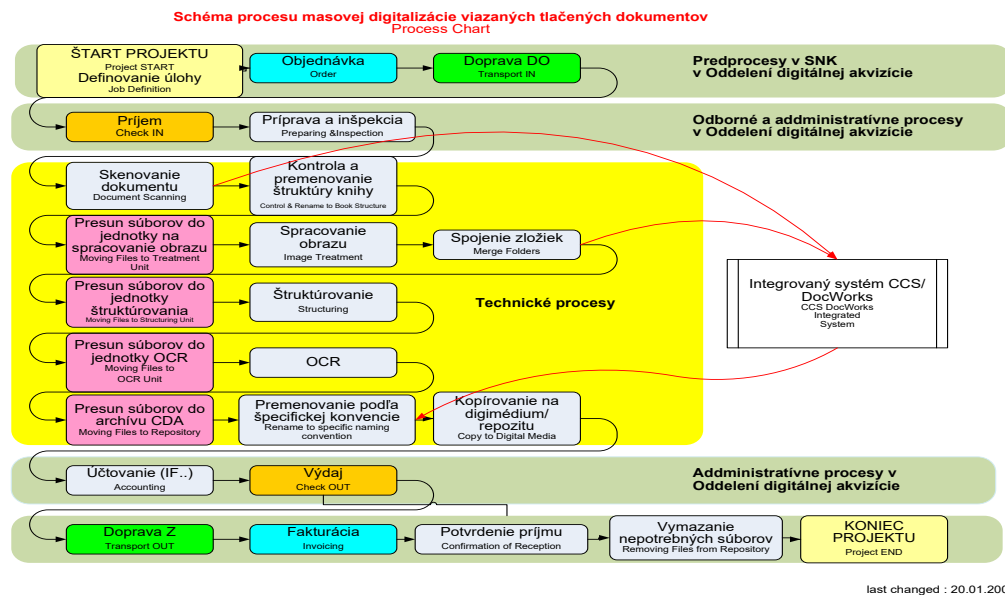 Schéma procesu masovej digitalizácie viazaných tlačených dokumentov
Process Chart
ŠTART PROJEKTU
Project START
Definovanie úlohy
Job Definition
Objednávka
Order
Doprava DO
Transport IN
Predprocesy v SNK
v Oddelení digitálnej akvizície
Príjem
Check IN
Príprava a inšpekcia
Preparing &Inspection
Odborné a addministratívne procesy
v Oddelení digitálnej akvizície
Skenovanie
dokumentu
Document Scanning
Kontrola a
premenovanie
štruktúry knihy
Control & Rename to Book Structure
Presun súborov do
jednotky na
spracovanie obrazu
Moving Files to Treatment
Unit
Spracovanie
obrazu
Image Treatment
Spojenie zložiek
Merge Folders
Integrovaný systém CCS/
DocWorks
CCS DocWorks
Integrated
System
Presun súborov do
jednotky
štruktúrovania
Moving Files to Structuring Unit
Štruktúrovanie
Structuring
Technické procesy
Presun súborov do
jednotky OCR
Moving Files to
OCR Unit
OCR
Presun súborov do
archívu CDA
Moving Files to Repository
Premenovanie podľa
špecifickej konvencie
Rename to specific naming
convention
Kopírovanie na
digimédium/
repozitu
Copy to Digital Media
Účtovanie (IF..)
Accounting
Výdaj
Check OUT
Addministratívne procesy v
Oddelení digitálnej akvizície
Doprava Z
Transport OUT
Fakturácia
Invoicing
Potvrdenie príjmu
Confirmation of Reception
Vymazanie
nepotrebných súborov
Removing Files from Repository
KONIEC
PROJEKTU
Project END
last changed : 20.01.200